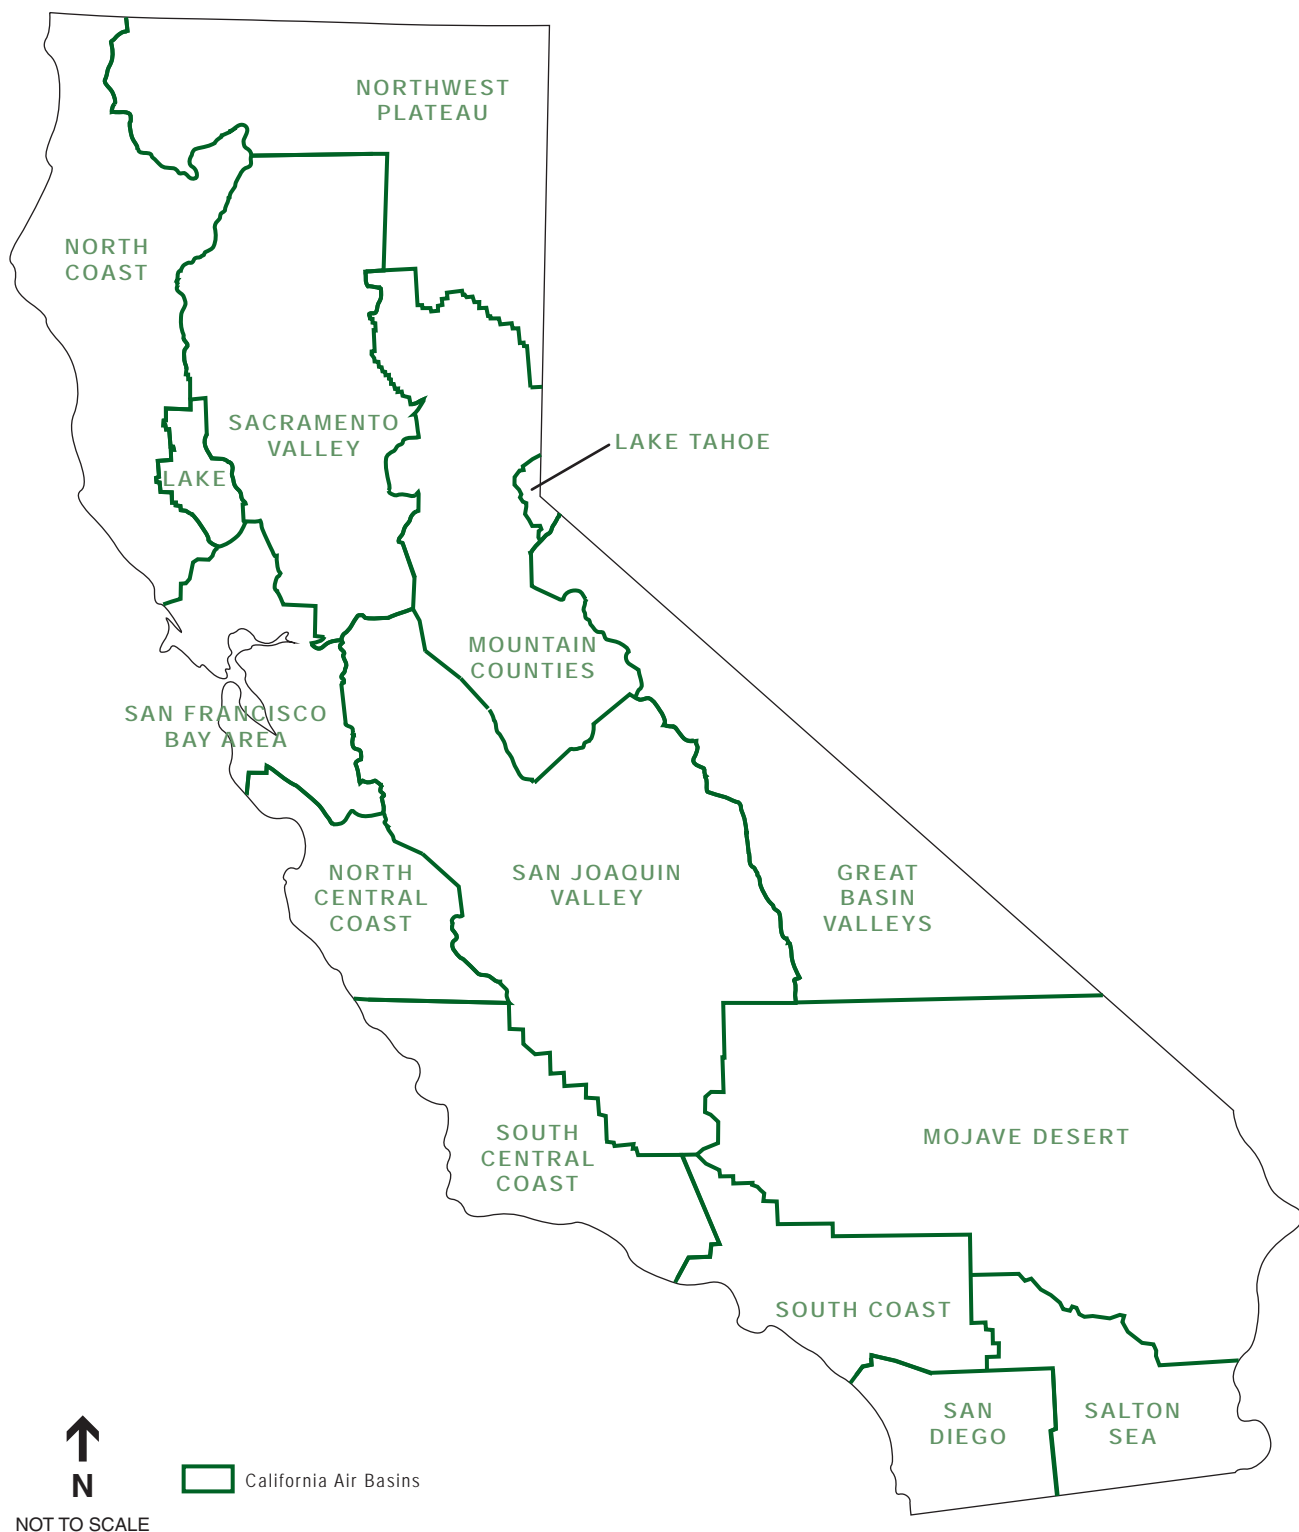 NORTHWEST
PLATEAU
NORTH
COAST
SACRAMENTO
VALLEY
LAKE TAHOE
LAKE
MOUNTAIN
COUNTIES
SAN FRANCISCO
BAY AREA
NORTH
CENTRAL
COAST
SAN JOAQUIN
VALLEY
GREAT
BASIN
VALLEYS
SOUTH
CENTRAL
COAST
MOJAVE DESERT
SOUTH COAST
SAN
DIEGO
SALTON
SEA
N
California Air Basins
NOT TO SCALE